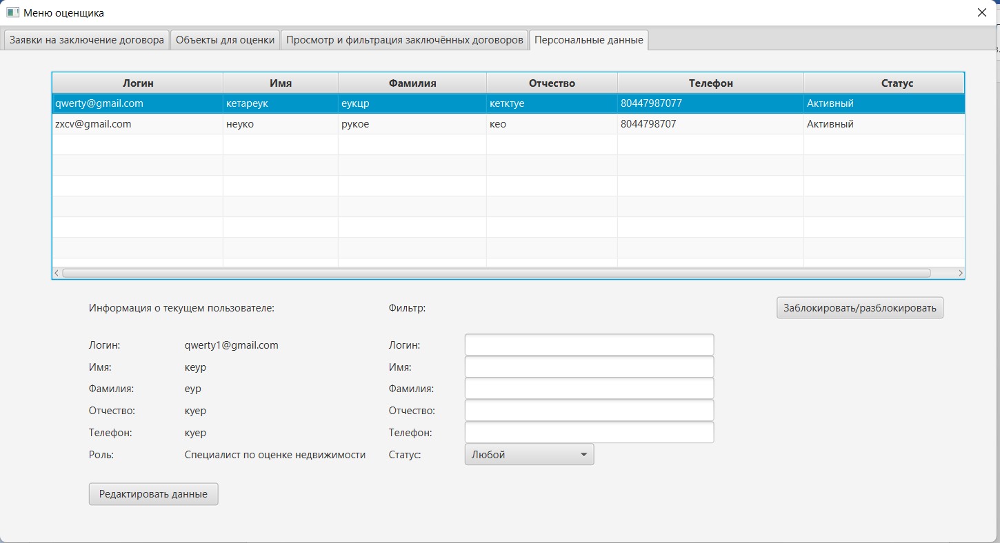 Меню оценщика
Заявки на заключение договора Объекты для оценки Просмотр и фильтрация заключённых договоров Персональные данные
Логин Имя Фамилия Отчество Телефон Статус
qwerty@gmail.com кетареук еукцр кетктуе 80447987077 Активный
zxcv@gmail.com неуко рукое кео 8044798707 Активный
Информация о текущем пользователе: Фильтр: Заблокировать/разблокировать
Логин: qwerty1@gmail.com Логин:
Имя: кеур Имя:
Фамилия: еур Фамилия:
Отчество: куер Отчество:
Телефон: куер Телефон:
Роль: Специалист по оценке недвижимости Статус: Любой
Редактировать данные